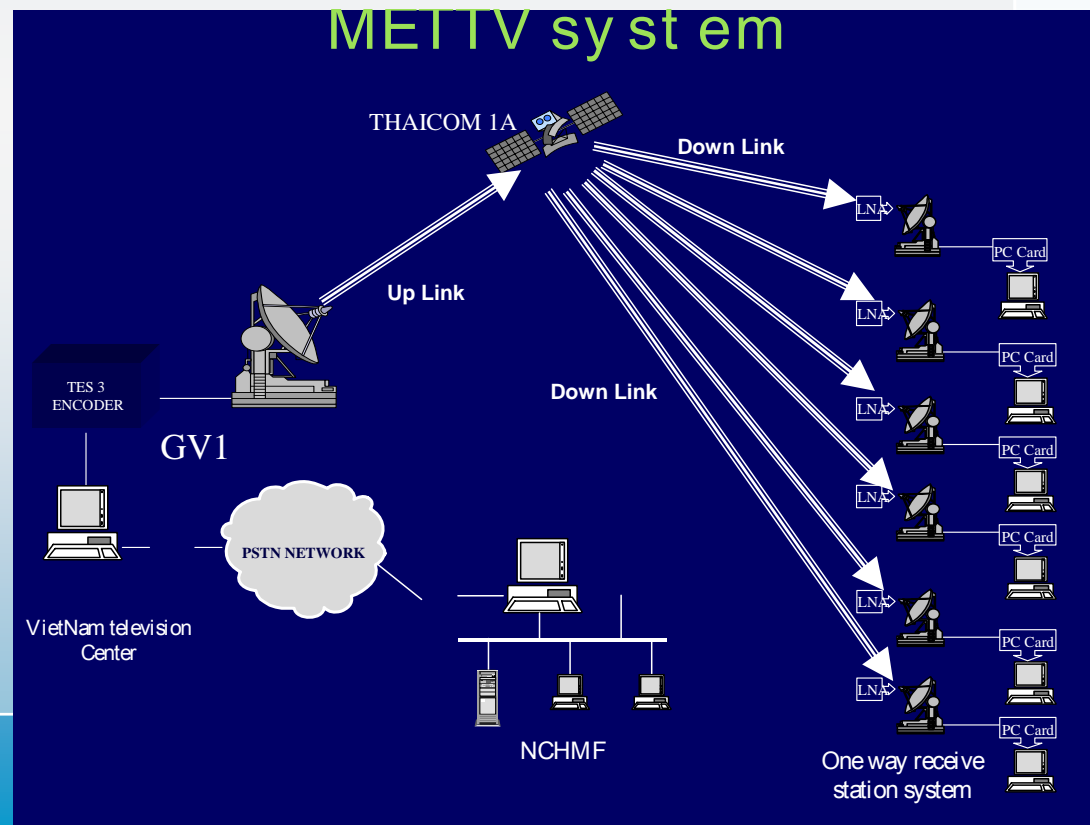 METTV sy st em
THAICOM 1A
Down Link
LNA
PC Card
Up Link
LNA
PC Card
TES 3
ENCODER
Down Link
LNA
GV1
PC Card
LNA
PSTN NETWORK
PC Card
LNA
VietNam television
Center
PC Card
LNA
NCHMF
PC Card
One way receive
station system